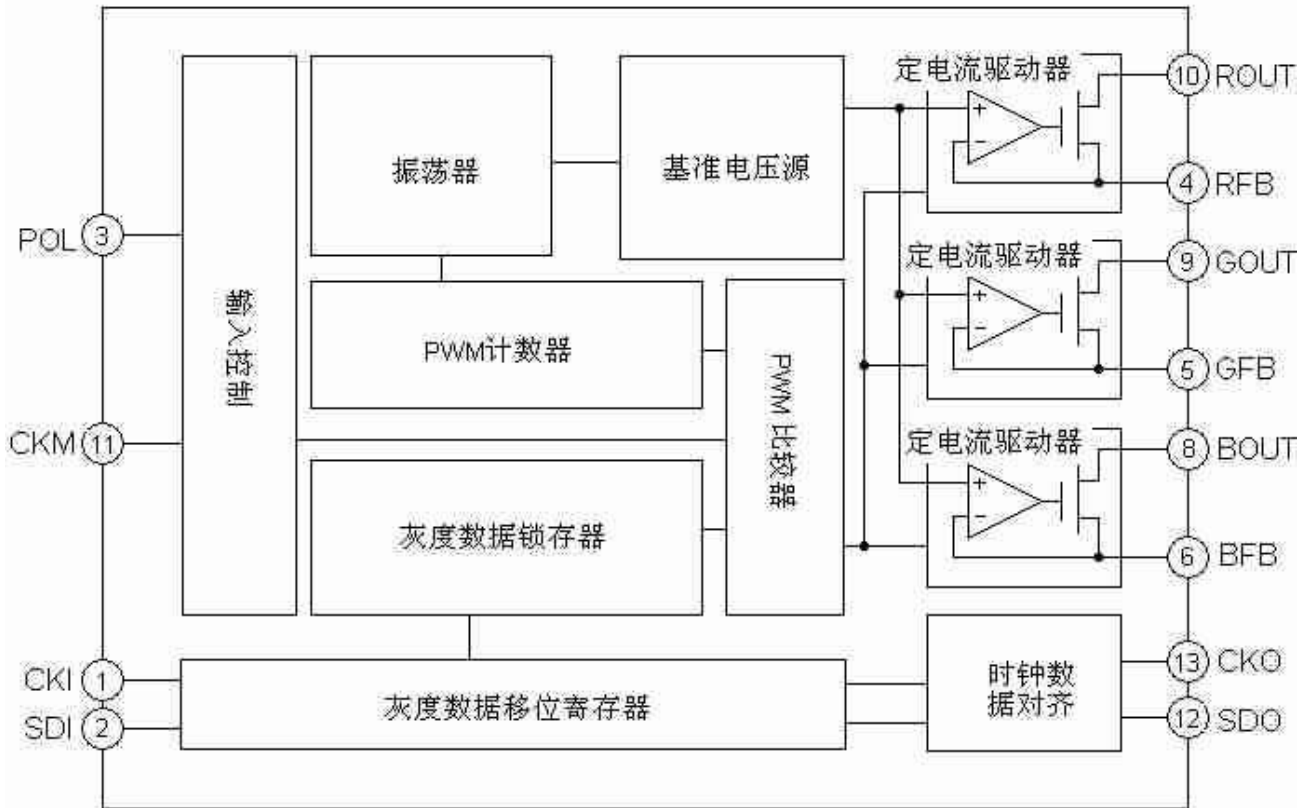 定电流驱动器
10 ROUT
振荡器
基准电压源
+
-
4 RFB
POL 3
定电流驱动器
9 GOUT
输入控制
PWM计数器
PWM 比较器
+
-
5 GFB
CKM 11
定电流驱动器
8 BOUT
灰度数据锁存器
+
-
6 BFB
CKI 1
SDI 2
灰度数据移位寄存器
时钟数
据对齐
13 CKO
12 SDO